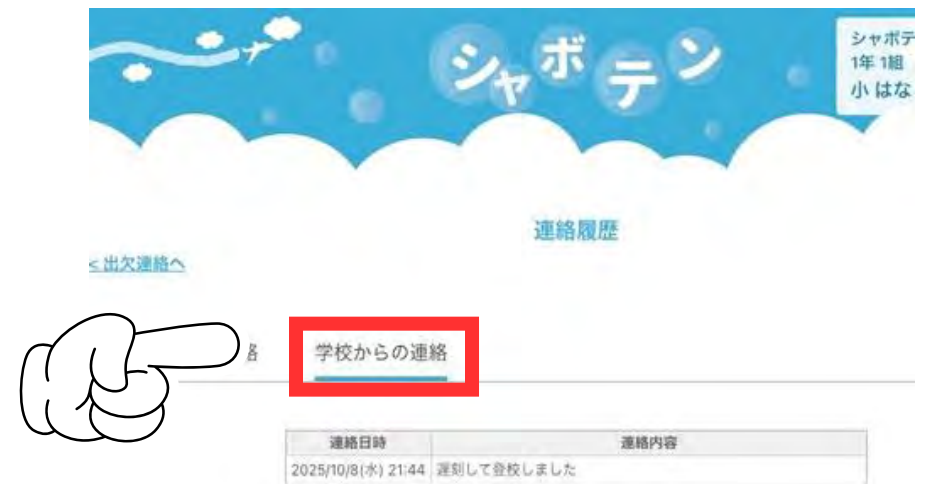 シャボテン
シャボテ
1年 1組
小 はな
連絡履歴
< 出欠連絡へ
絡
学校からの連絡
連絡日時 連絡内容
2025/10/8(水) 21:44 遅刻して登校しました